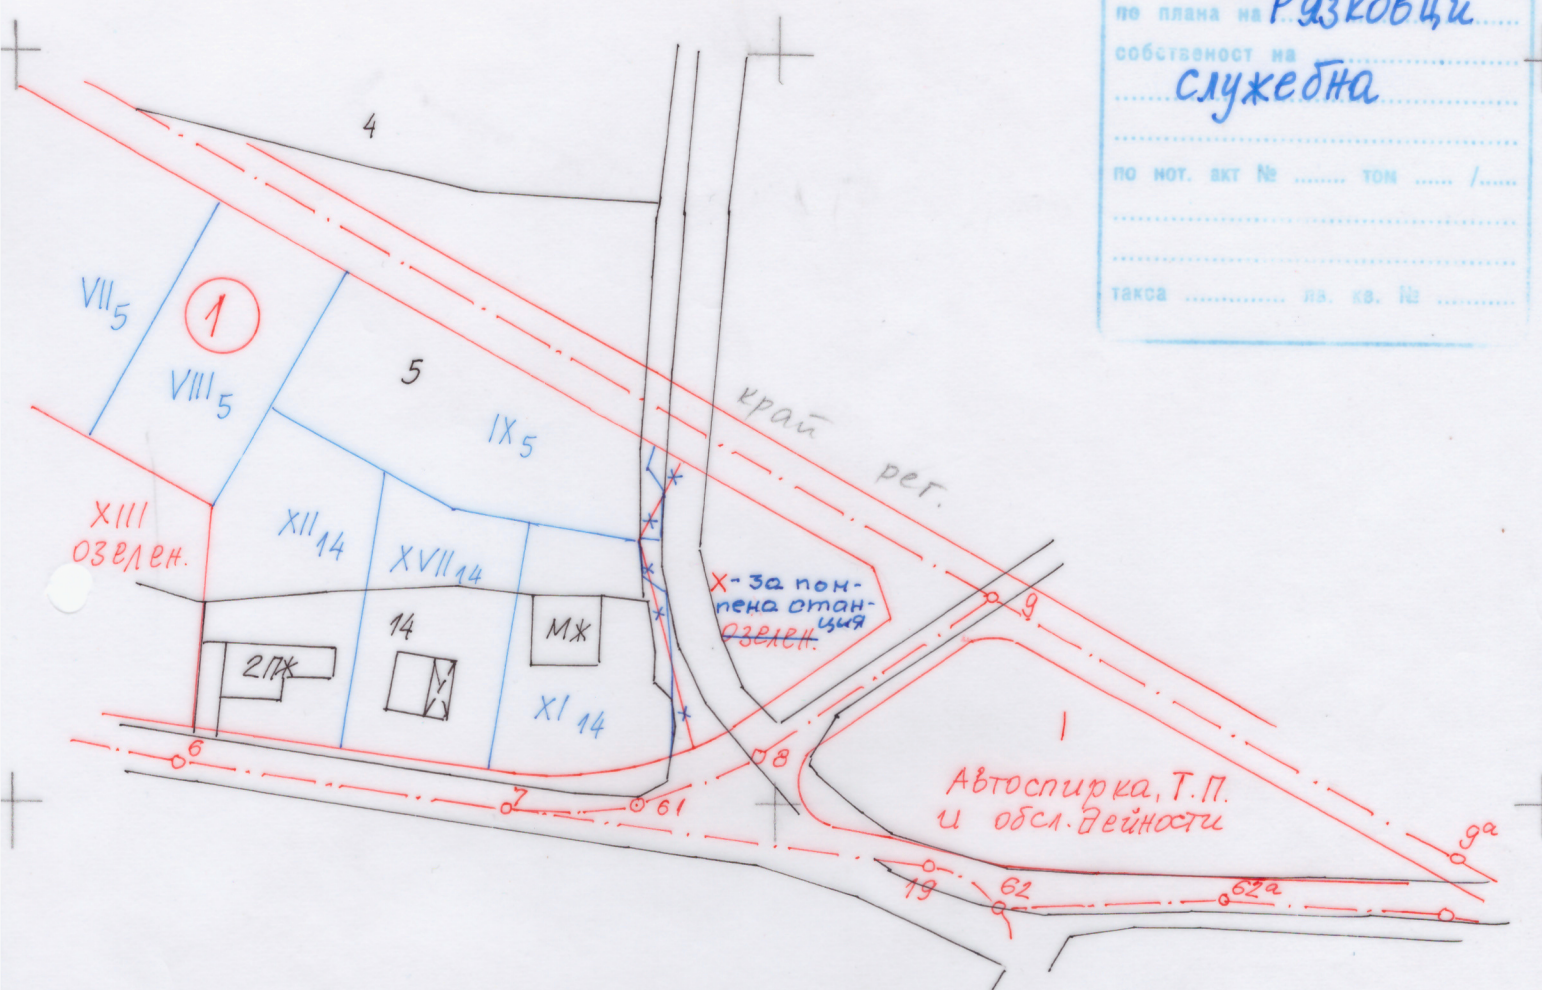 по плана на Рязковци
собственост на
служебна
по нот. акт № ........ том ...... /......
такса .............. лв. кв. № ...........
4
VII5
1
VIII5
5
IX5
край
рег.
XIII
озелен.
XII14
XVII14
X- за пом-
пена стан-
ция
озелен.
9
14
МЖ
2ПЖ
XI14
I
6
7
61
8
Автоспирка, Т.П.
и обсл. дейности
9а
19
62
62а